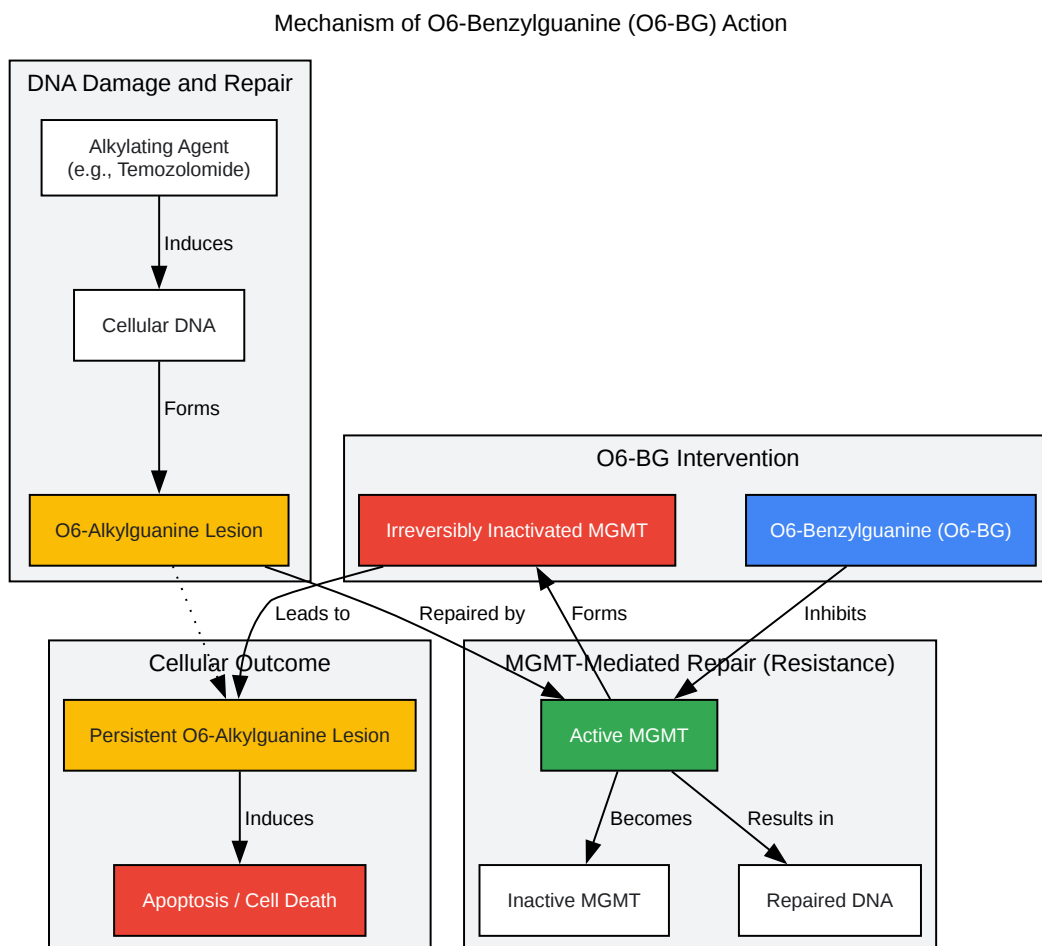 Mechanism of O6-Benzylguanine (O6-BG) Action
DNA Damage and Repair
Alkylating Agent
(e.g., Temozolomide)
Induces
Cellular DNA
Forms
O6-Alkylguanine Lesion
O6-BG Intervention
Irreversibly Inactivated MGMT
O6-Benzylguanine (O6-BG)
Leads to
Repaired by
Forms
Inhibits
Cellular Outcome
Persistent O6-Alkylguanine Lesion
Induces
Apoptosis / Cell Death
MGMT-Mediated Repair (Resistance)
Active MGMT
Becomes
Results in
Inactive MGMT
Repaired DNA